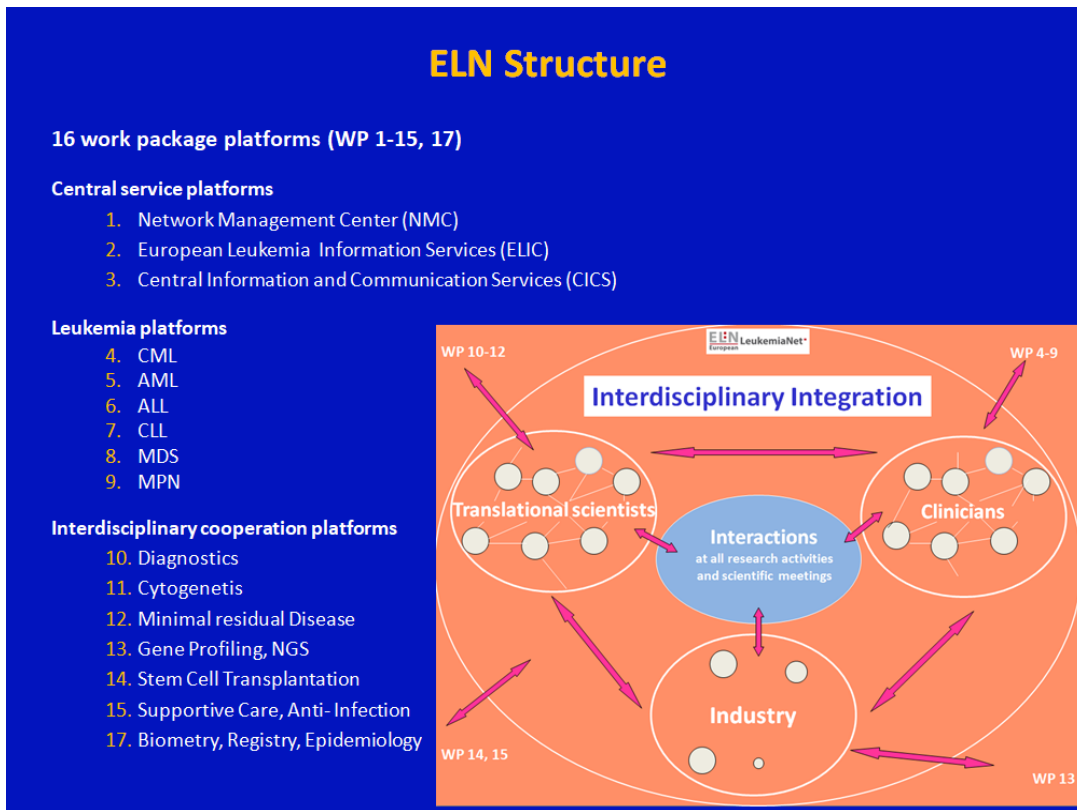 ELN Structure
16 work package platforms (WP 1-15, 17)
Central service platforms
1. Network Management Center (NMC)
2. European Leukemia Information Services (ELIC)
3. Central Information and Communication Services (CICS)
Leukemia platforms
4. CML
5. AML
6. ALL
7. CLL
8. MDS
9. MPN
Interdisciplinary cooperation platforms
10. Diagnostics
11. Cytogenetis
12. Minimal residual Disease
13. Gene Profiling, NGS
14. Stem Cell Transplantation
15. Supportive Care, Anti- Infection
17. Biometry, Registry, Epidemiology
WP 10-12
ELN
European
LeukemiaNet
WP 4-9
Interdisciplinary Integration
Translational scientists
Clinicians
Interactions
at all research activities
and scientific meetings
Industry
WP 14, 15
WP 13